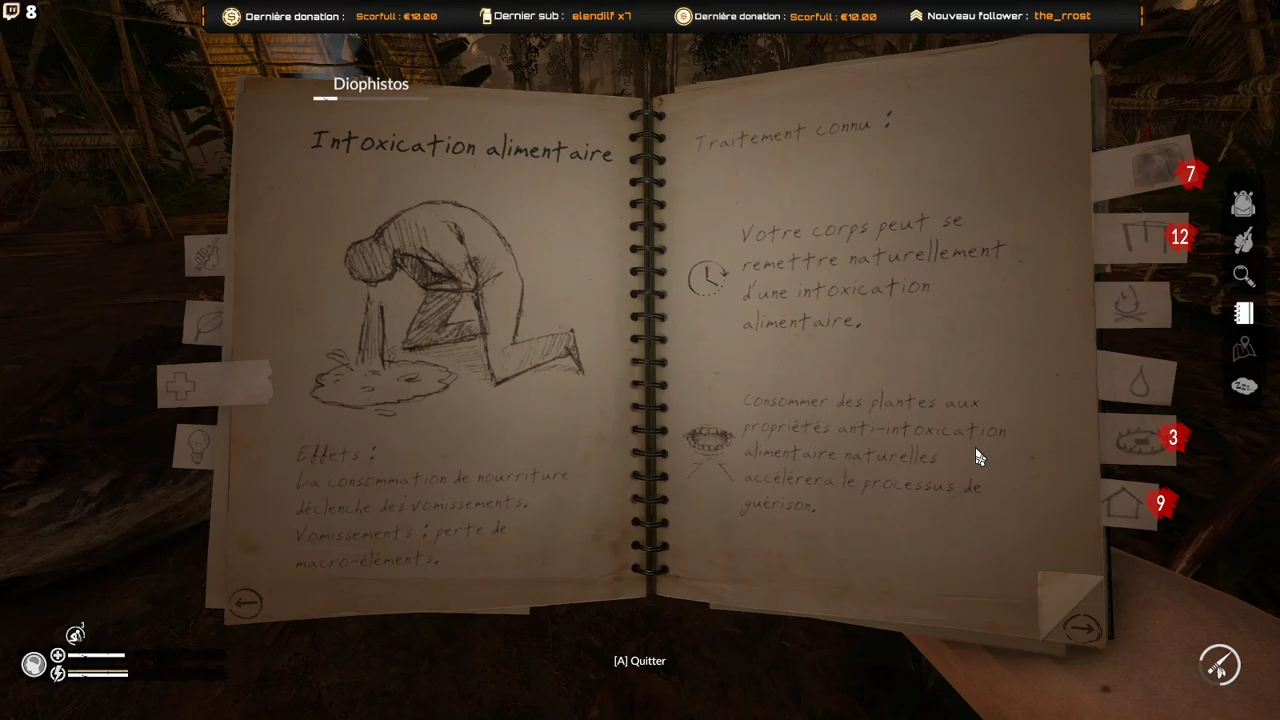 8
Dernière donation : Scorfull : €10.00
Dernier sub : elendilf x7
Dernière donation : Scorfull : €10.00
Nouveau follower : the_rrost
Diophistos
Intoxication alimentaire
Effets :
La consommation de nourriture
déclenche des vomissements.
Vomissements : perte de
macro-éléments.
Traitement connu :
Votre corps peut se
remettre naturellement
d'une intoxication
alimentaire.
Consommer des plantes aux
propriétés anti-intoxication
alimentaire naturelles
accélérera le processus de
guérison.
7
12
3
9
Zzz
3
[A] Quitter